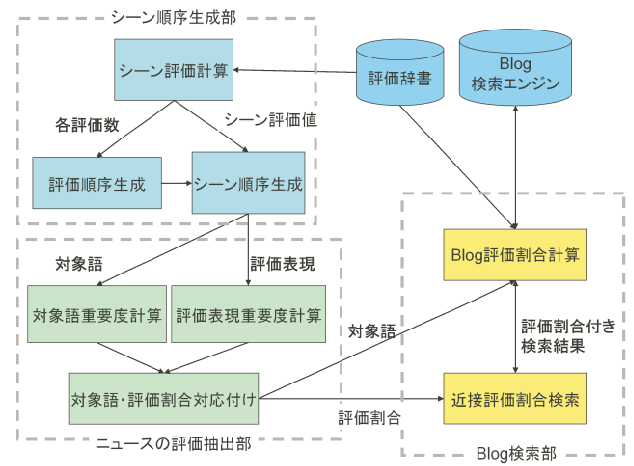 シーン順序生成部
シーン評価計算
評価辞書
Blog
検索エンジン
各評価数
シーン評価値
評価順序生成
シーン順序生成
対象語
評価表現
Blog評価割合計算
対象語重要度計算
評価表現重要度計算
対象語
評価割合付き
検索結果
対象語・評価割合対応付け
評価割合
近接評価割合検索
ニュースの評価抽出部
Blog検索部